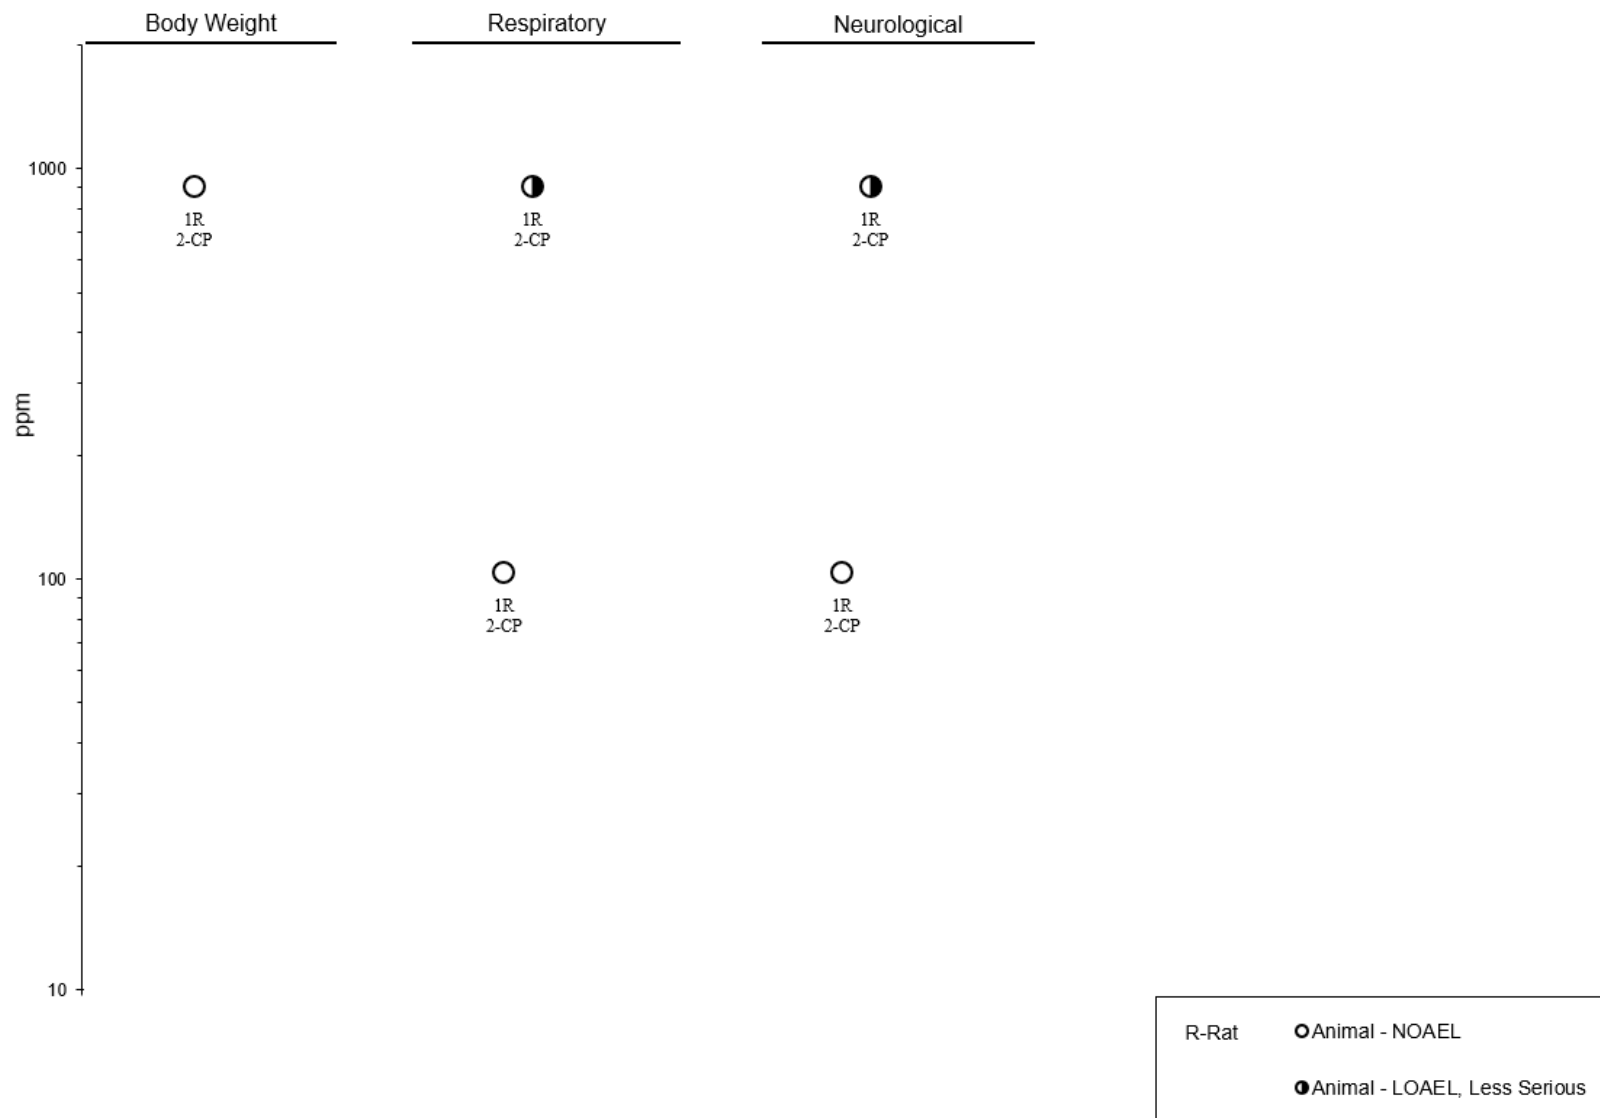 Body Weight
Respiratory
Neurological
1000
1R
2-CP
1R
2-CP
1R
2-CP
ppm
100
1R
2-CP
1R
2-CP
10
R-Rat
Animal - NOAEL
Animal - LOAEL, Less Serious